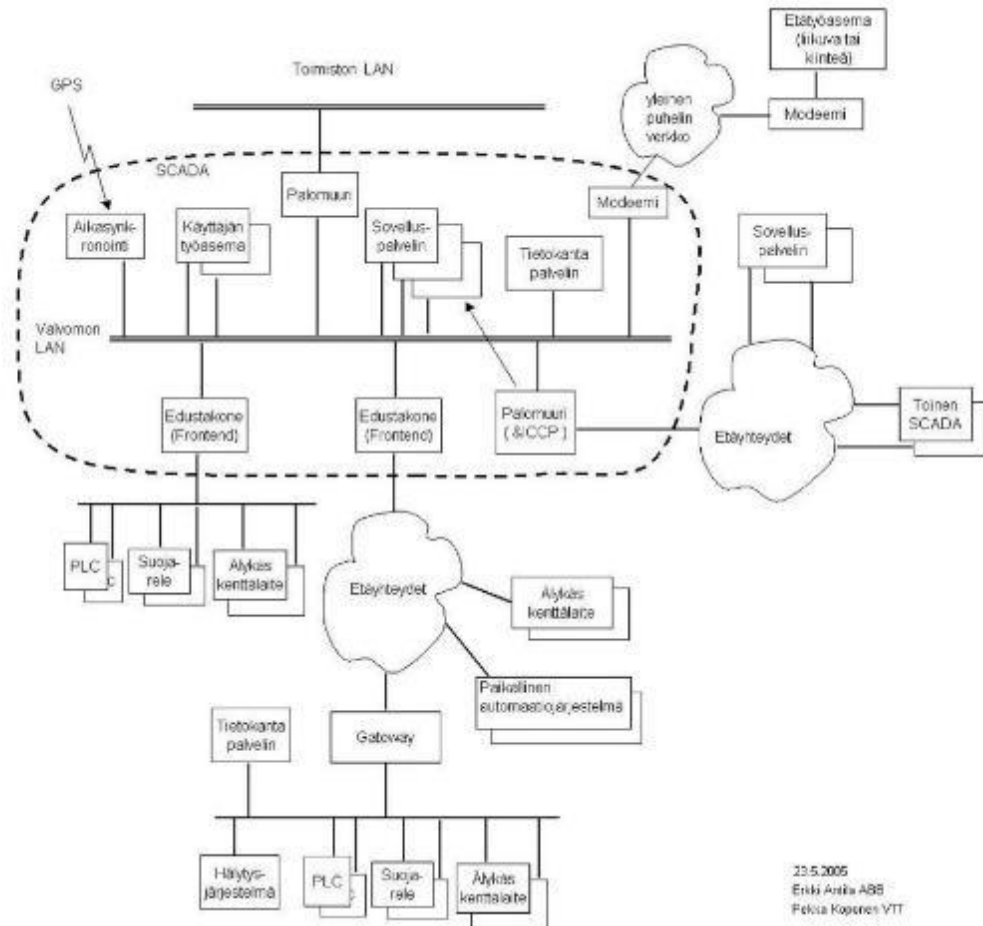 Etätyöasema
(liikuva tai
kiinteä)
Toimiston LAN
GPS
yleinen
puhelin
verkko
Modeemi
SCADA
Palomuuri
Modeemi
Aikasynk-
ronointi
Käyttäjän
työasema
Sovellus-
palvelin
Tietokanta
palvelin
Sovellus-
palvelin
Valvomon
LAN
Edustakone
(Frontend)
Edustakone
(Frontend)
Palomuuri
( &ICCP )
Etäyhteydet
Toinen
SCADA
PLC
C
Suoja-
rele
Älykäs
kenttälaite
Etäyhteydet
Älykäs
kenttälaite
Paikallinen
automaatiojärjestelmä
Tietokanta
palvelin
Gateway
Hälytys-
järjestelmä
PLC
C
Suoja-
rele
Älykäs
kenttälaite
23.5.2005
Erkki Antila ABB
Pekka Koponen VTT